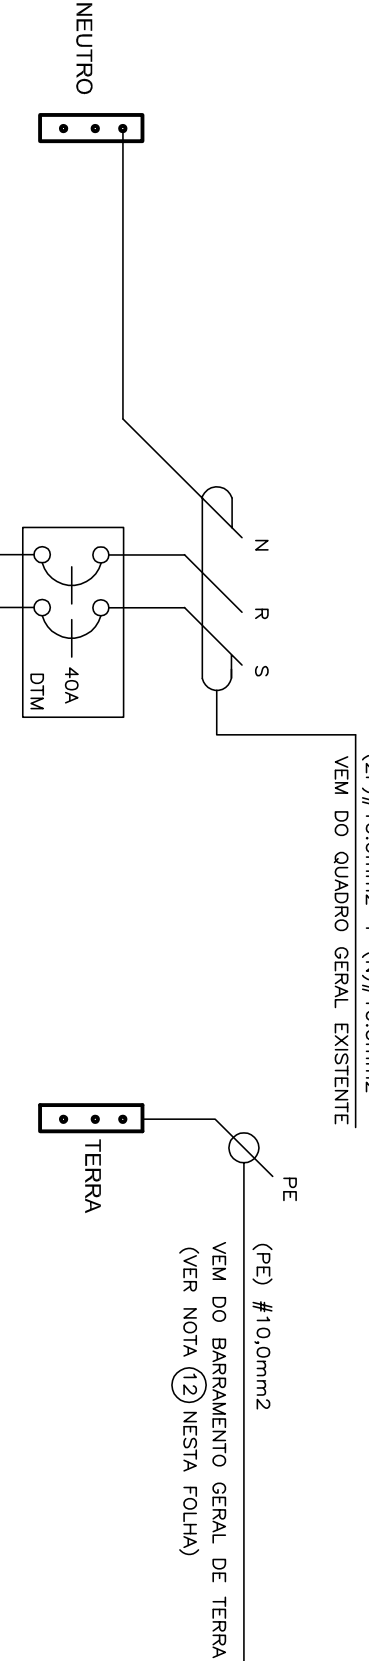 NEUTRO
N
R
S
40A
DTM
VEM DO QUADRO GERAL EXISTENTE
TERRA
PE
(PE) #10,0mm2
VEM DO BARRAMENTO GERAL DE TERRA
(VER NOTA 12 NESTA FOLHA)